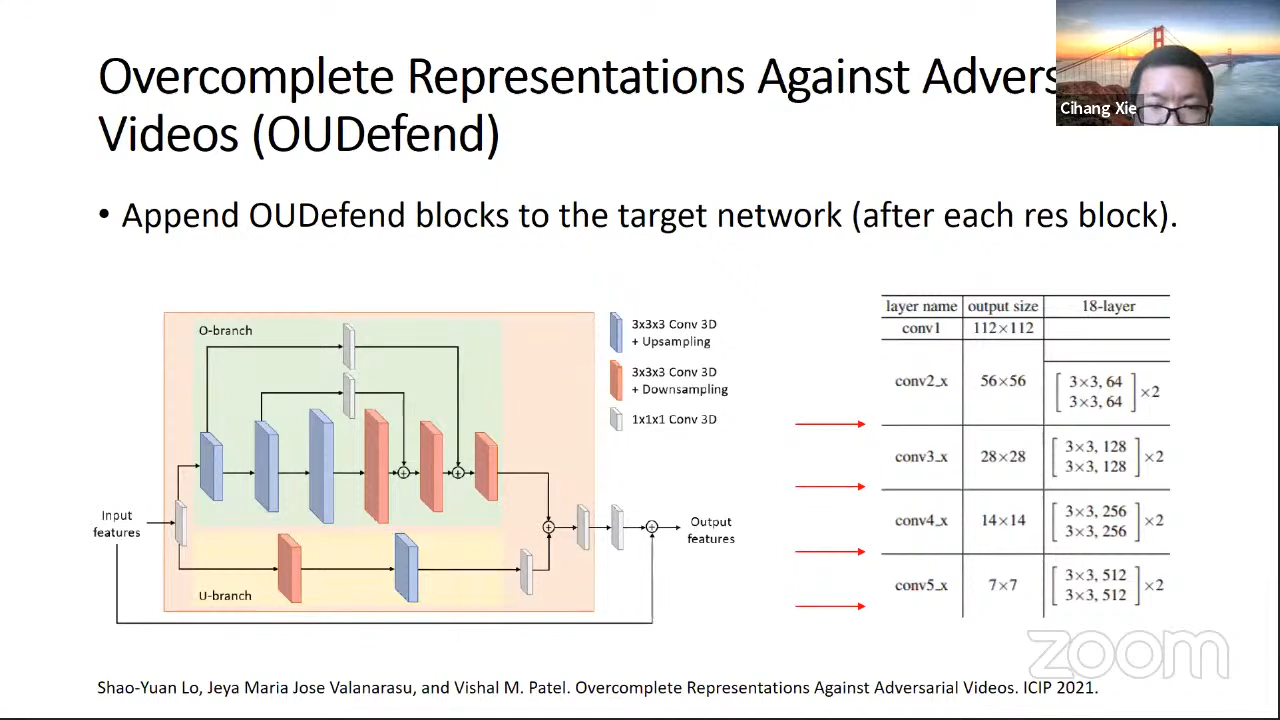 Overcomplete Representations Against Advers
Videos (OUDefend)
Cihang Xie
• Append OUDefend blocks to the target network (after each res block).
O-branch
3x3x3 Conv 3D
+ Upsampling
3x3x3 Conv 3D
+ Downsampling
1x1x1 Conv 3D
Input
features
Output
features
U-branch
layer name output size 18-layer
conv1 112×112
conv2_x 56×56 [3×3, 64
3×3, 64] ×2
conv3_x 28×28 [3×3, 128
3×3, 128] ×2
conv4_x 14×14 [3×3, 256
3×3, 256] ×2
conv5_x 7×7 [3×3, 512
3×3, 512] ×2
zoom
Shao-Yuan Lo, Jeya Maria Jose Valanarasu, and Vishal M. Patel. Overcomplete Representations Against Adversarial Videos. ICIP 2021.